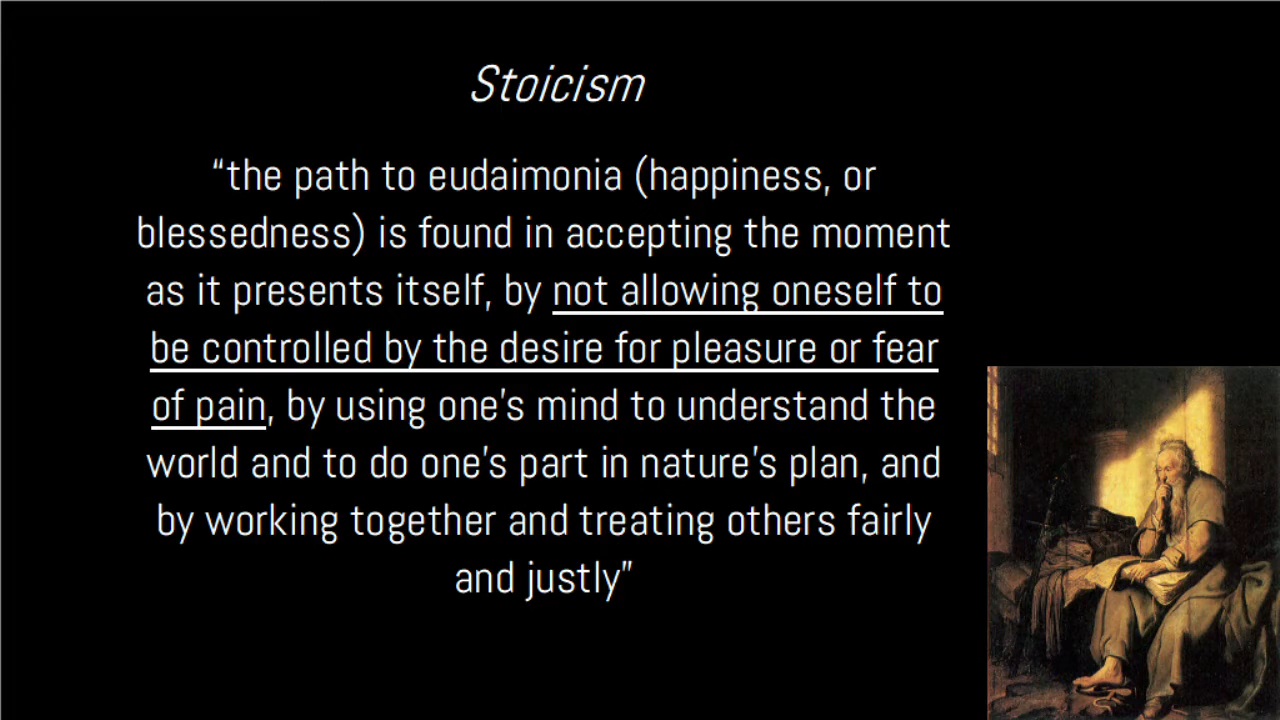 Stoicism
“the path to eudaimonia (happiness, or
blessedness) is found in accepting the moment
as it presents itself, by not allowing oneself to
be controlled by the desire for pleasure or fear
of pain, by using one’s mind to understand the
world and to do one’s part in nature’s plan, and
by working together and treating others fairly
and justly”